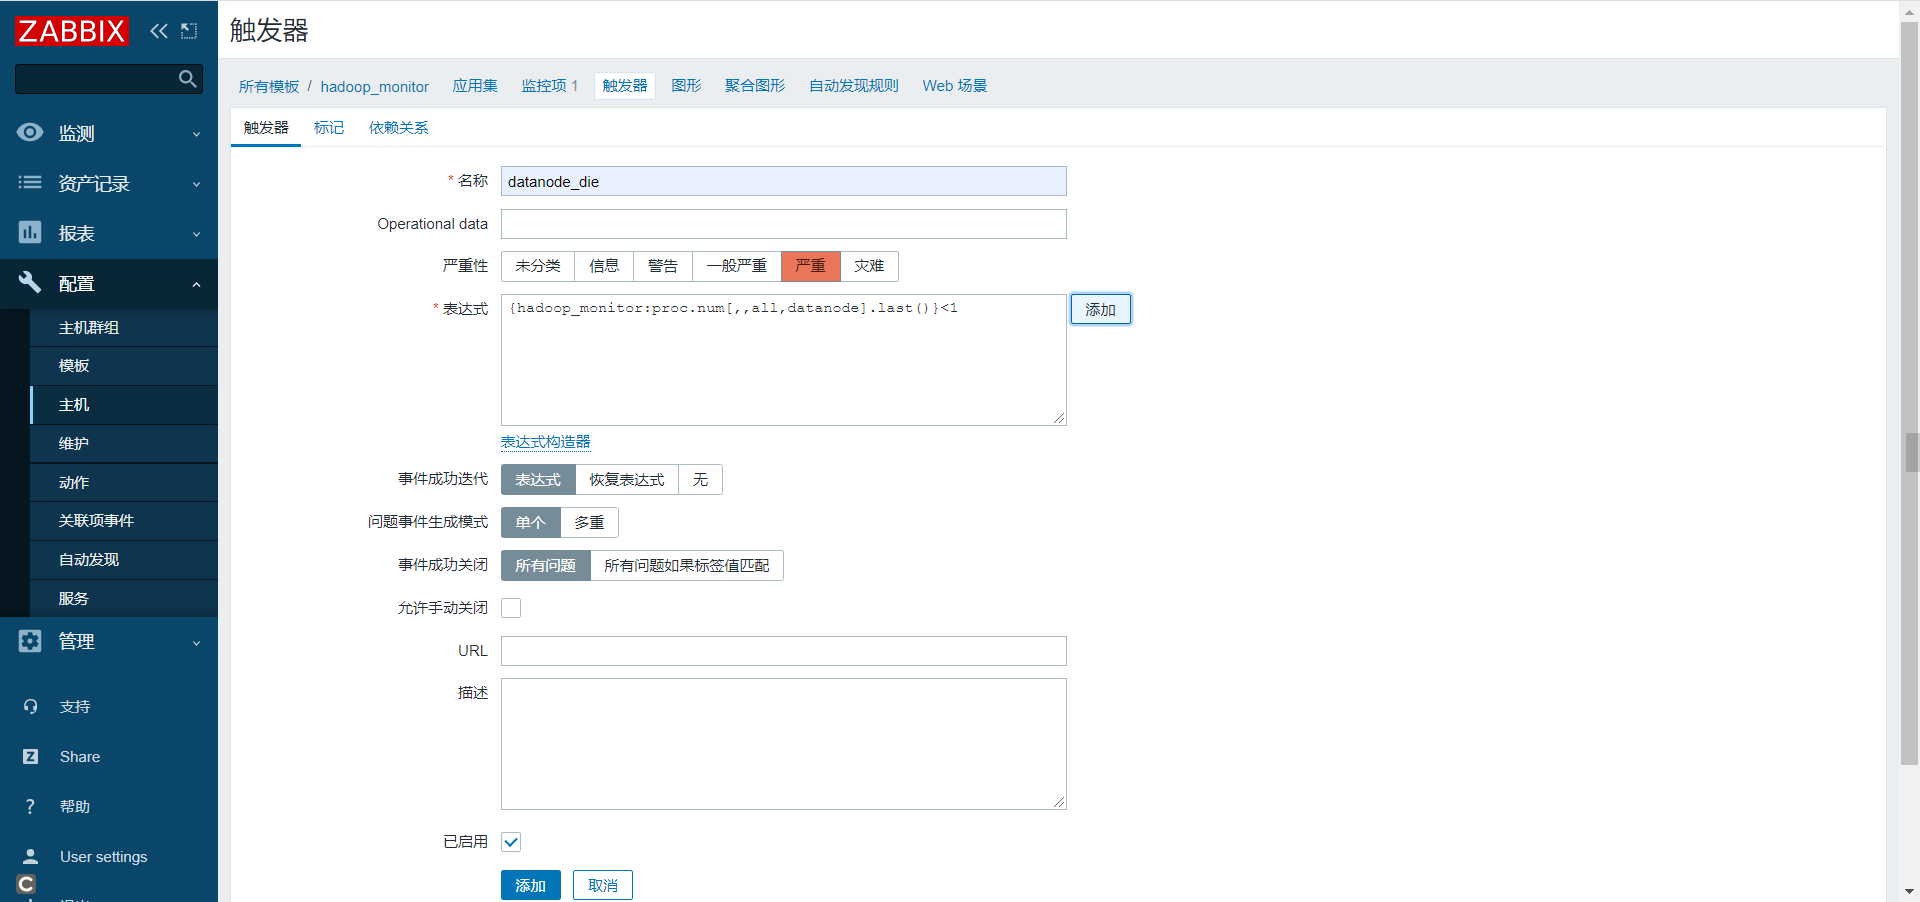 ZABBIX
触发器
所有模板 / hadoop_monitor 应用集 监控项 1 触发器 图形 聚合图形 自动发现规则 Web 场景
触发器 标记 依赖关系
监测
资产记录
报表
配置
主机群组
模板
主机
维护
动作
关联项事件
自动发现
服务
管理
支持
Share
帮助
User settings
* 名称 datanode_die
Operational data
严重性 未分类 信息 警告 一般严重 严重 灾难
* 表达式 {hadoop_monitor:proc.num[,,all,datanode].last()}<1 添加
表达式构造器
事件成功迭代 表达式 恢复表达式 无
问题事件生成模式 单个 多重
事件成功关闭 所有问题 所有问题如果标签值匹配
允许手动关闭
URL
描述
已启用
添加 取消